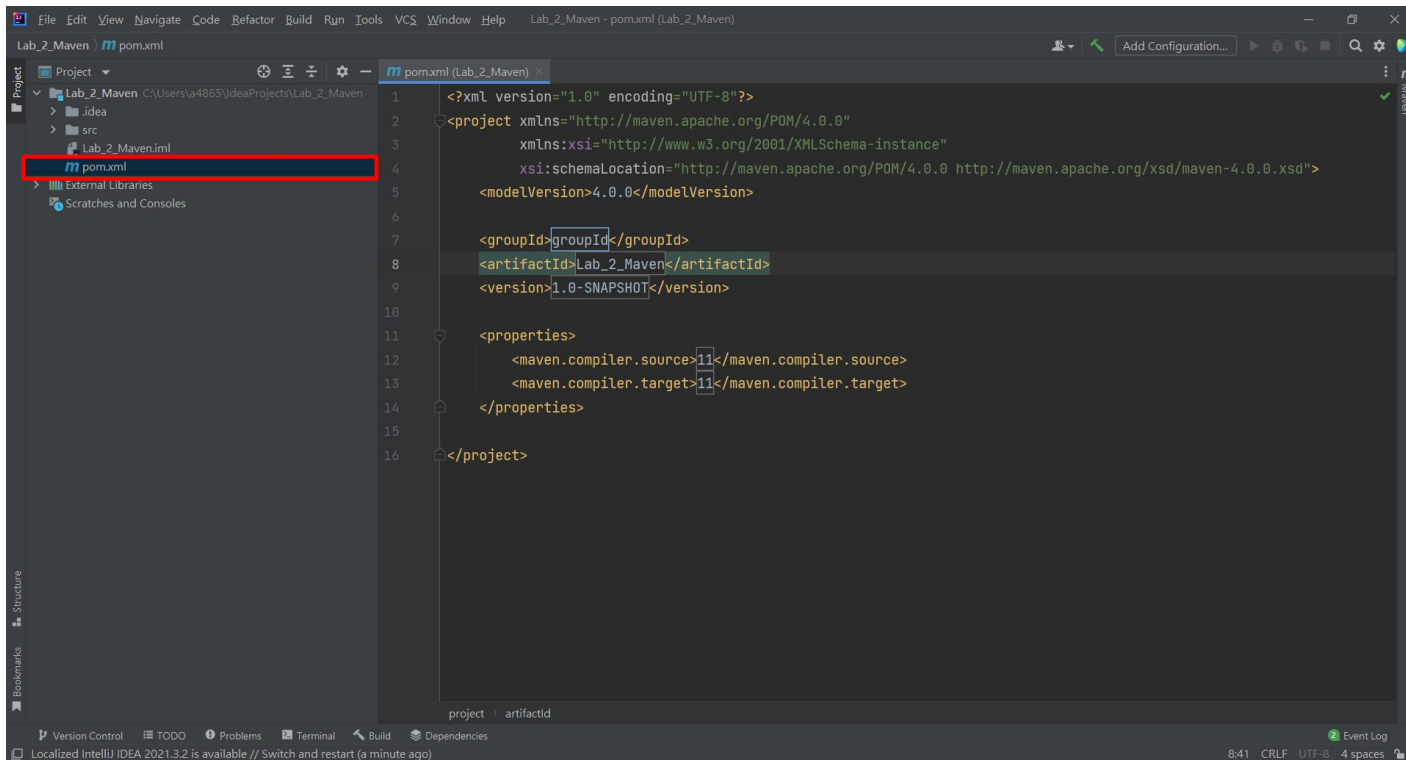 File Edit View Navigate Code Refactor Build Run Tools VCS Window Help Lab_2_Maven - pom.xml (Lab_2_Maven)
Lab_2_Maven pom.xml Add Configuration...
Project
Project
pom.xml (Lab_2_Maven)
Lab_2_Maven C:\Users\a4865\IdeaProjects\Lab_2_Maven
.idea
src
Lab_2_Maven.iml
pom.xml
External Libraries
Scratches and Consoles
1 <?xml version="1.0" encoding="UTF-8"?>
2 <project xmlns="http://maven.apache.org/POM/4.0.0"
3 xmlns:xsi="http://www.w3.org/2001/XMLSchema-instance"
4 xsi:schemaLocation="http://maven.apache.org/POM/4.0.0 http://maven.apache.org/xsd/maven-4.0.0.xsd">
5 <modelVersion>4.0.0</modelVersion>
6
7 <groupId>groupId</groupId>
8 <artifactId>Lab_2_Maven</artifactId>
9 <version>1.0-SNAPSHOT</version>
10
11 <properties>
12 <maven.compiler.source>11</maven.compiler.source>
13 <maven.compiler.target>11</maven.compiler.target>
14 </properties>
15
16 </project>
Structure
Bookmarks
project artifactId
Version Control TODO Problems Terminal Build Dependencies 2 Event Log
Localized IntelliJ IDEA 2021.3.2 is available // Switch and restart (a minute ago) 8:41 CRLF UTF-8 4 spaces